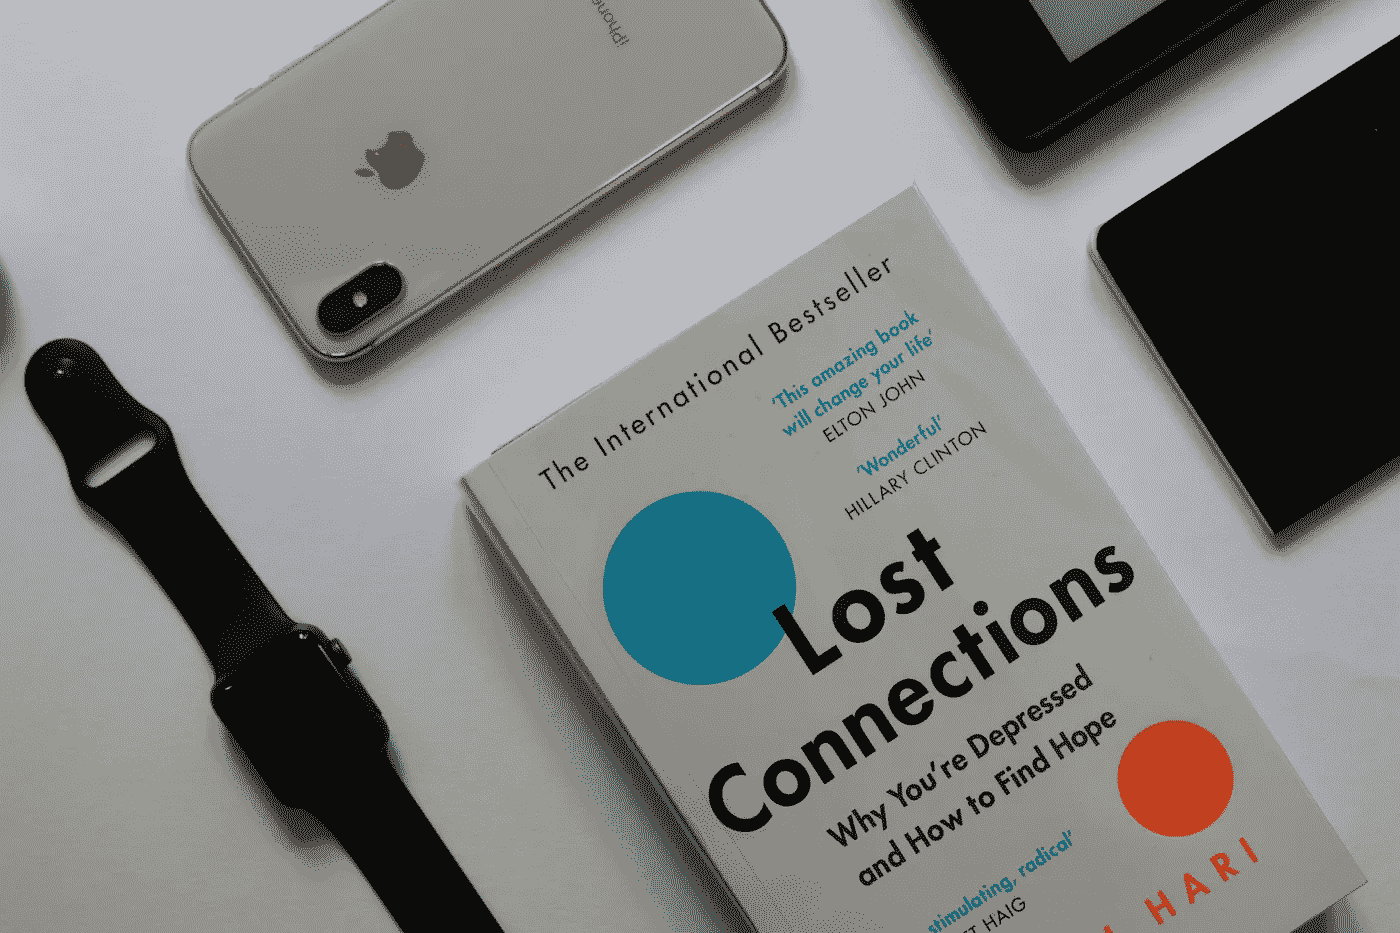 iPhone
The International Bestseller
'This amazing book
will change your life'
ELTON JOHN
'Wonderful'
HILLARY CLINTON
Lost
Connections
Why You're Depressed
and How to Find Hope
stimulating, radical'
HAIG
HARI